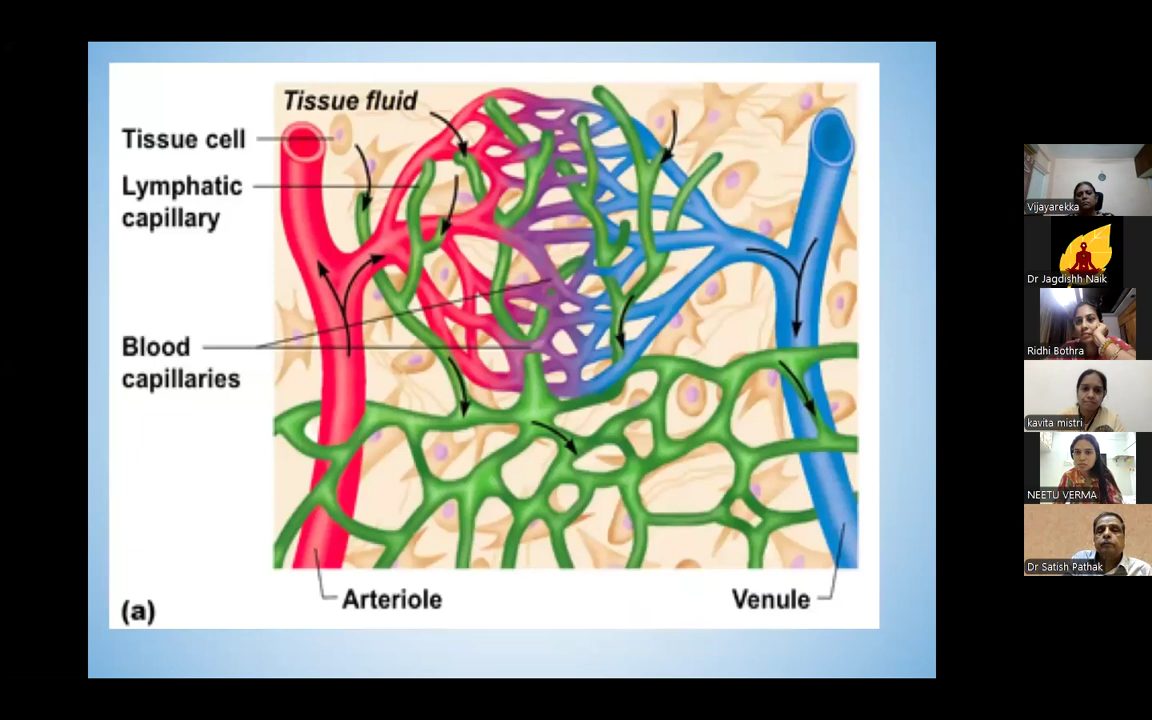 Tissue fluid
Tissue cell
Lymphatic
capillary
Blood
capillaries
Arteriole
Venule
(a)
Vijayarekka
Dr Jagdishh Naik
Ridhi Bothra
kavita mistri
NEETU VERMA
Dr Satish Pathak